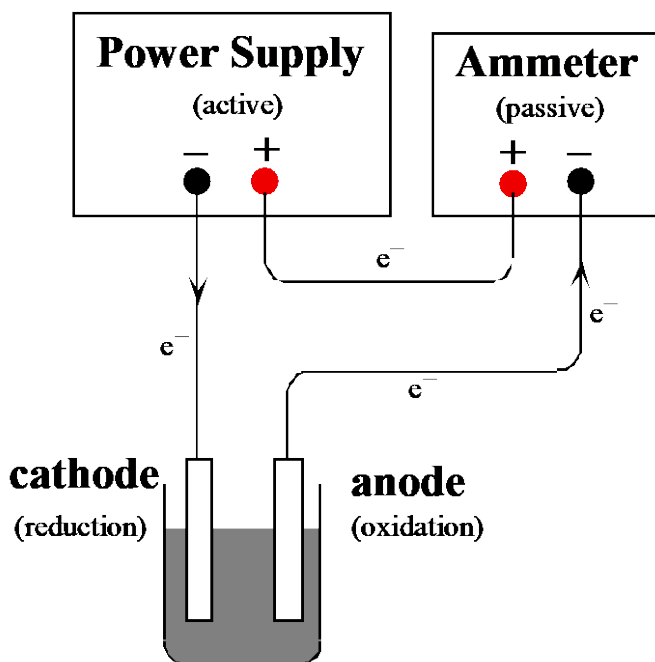 Power Supply
(active)
− +
Ammeter
(passive)
+ −
e⁻
e⁻
e⁻
e⁻
cathode
(reduction)
anode
(oxidation)